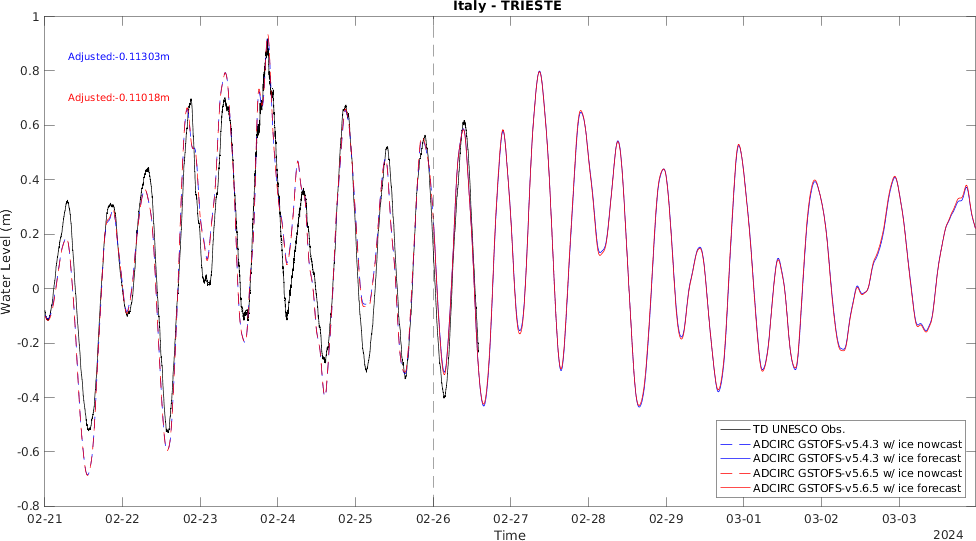 Italy - TRIESTE
Adjusted:-0.11303m
Adjusted:-0.11018m
Water Level (m)
1
0.8
0.6
0.4
0.2
0
-0.2
-0.4
-0.6
-0.8
TD UNESCO Obs.
ADCIRC GSTOFS-v5.4.3 w/ ice nowcast
ADCIRC GSTOFS-v5.4.3 w/ ice forecast
ADCIRC GSTOFS-v5.6.5 w/ ice nowcast
ADCIRC GSTOFS-v5.6.5 w/ ice forecast
02-21 02-22 02-23 02-24 02-25 02-26 02-27 02-28 02-29 03-01 03-02 03-03
Time
2024